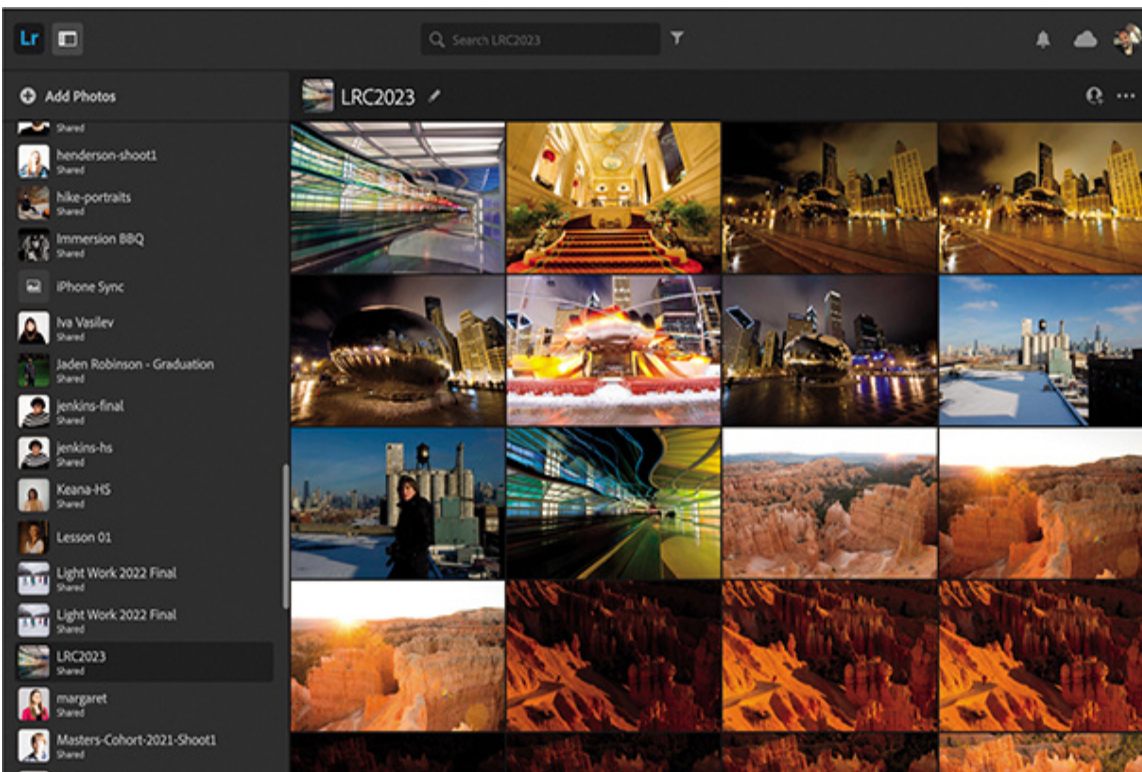 Lr
Search LRC2023
Add Photos
LRC2023
Shared
henderson-shoot1
Shared
hike-portraits
Shared
Immersion BBQ
Shared
iPhone Sync
Iva Vasilev
Shared
Jaden Robinson - Graduation
Shared
jenkins-final
Shared
jenkins-hs
Shared
Keana-HS
Shared
Lesson 01
Light Work 2022 Final
Shared
Light Work 2022 Final
Shared
LRC2023
Shared
margaret
Shared
Masters-Cohort-2021-Shoot1
Shared